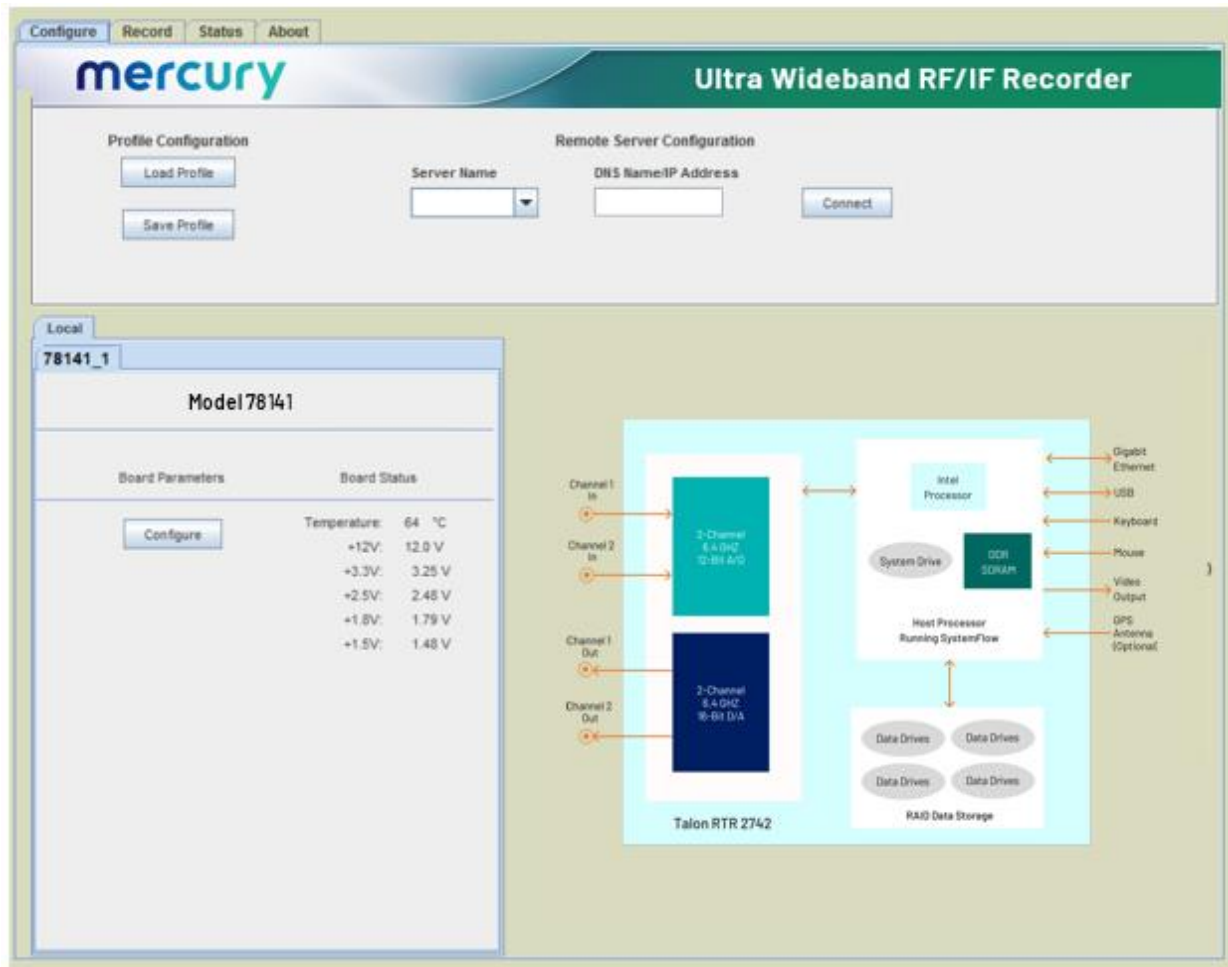 Configure Record Status About
mercury
Ultra Wideband RF/IF Recorder
Profile Configuration
Load Profile
Save Profile
Remote Server Configuration
Server Name
DNS Name/IP Address
Connect
Local
78141_1
Model 78141
Board Parameters
Board Status
Configure
Temperature: 64 °C
+12V: 12.0 V
+3.3V: 3.25 V
+2.5V: 2.48 V
+1.8V: 1.79 V
+1.5V: 1.48 V
Channel 1
In
Channel 2
In
Channel 1
Out
Channel 2
Out
2-Channel
6.4 GHZ
12-Bit A/D
2-Channel
6.4 GHZ
16-Bit D/A
Talon RTR 2742
Intel
Processor
System Drive
DDR
SDRAM
Host Processor
Running SystemFlow
Data Drives
Data Drives
Data Drives
Data Drives
RAID Data Storage
Gigabit
Ethernet
USB
Keyboard
Mouse
Video
Output
GPS
Antenna
(Optional)
)